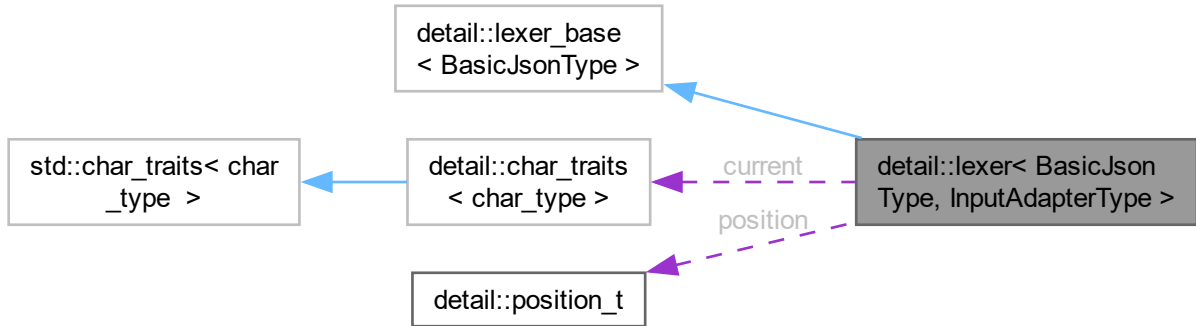 detail::lexer_base
< BasicJsonType >
std::char_traits< char
_type >
detail::char_traits
< char_type >
current
position
detail::lexer< BasicJson
Type, InputAdapterType >
detail::position_t